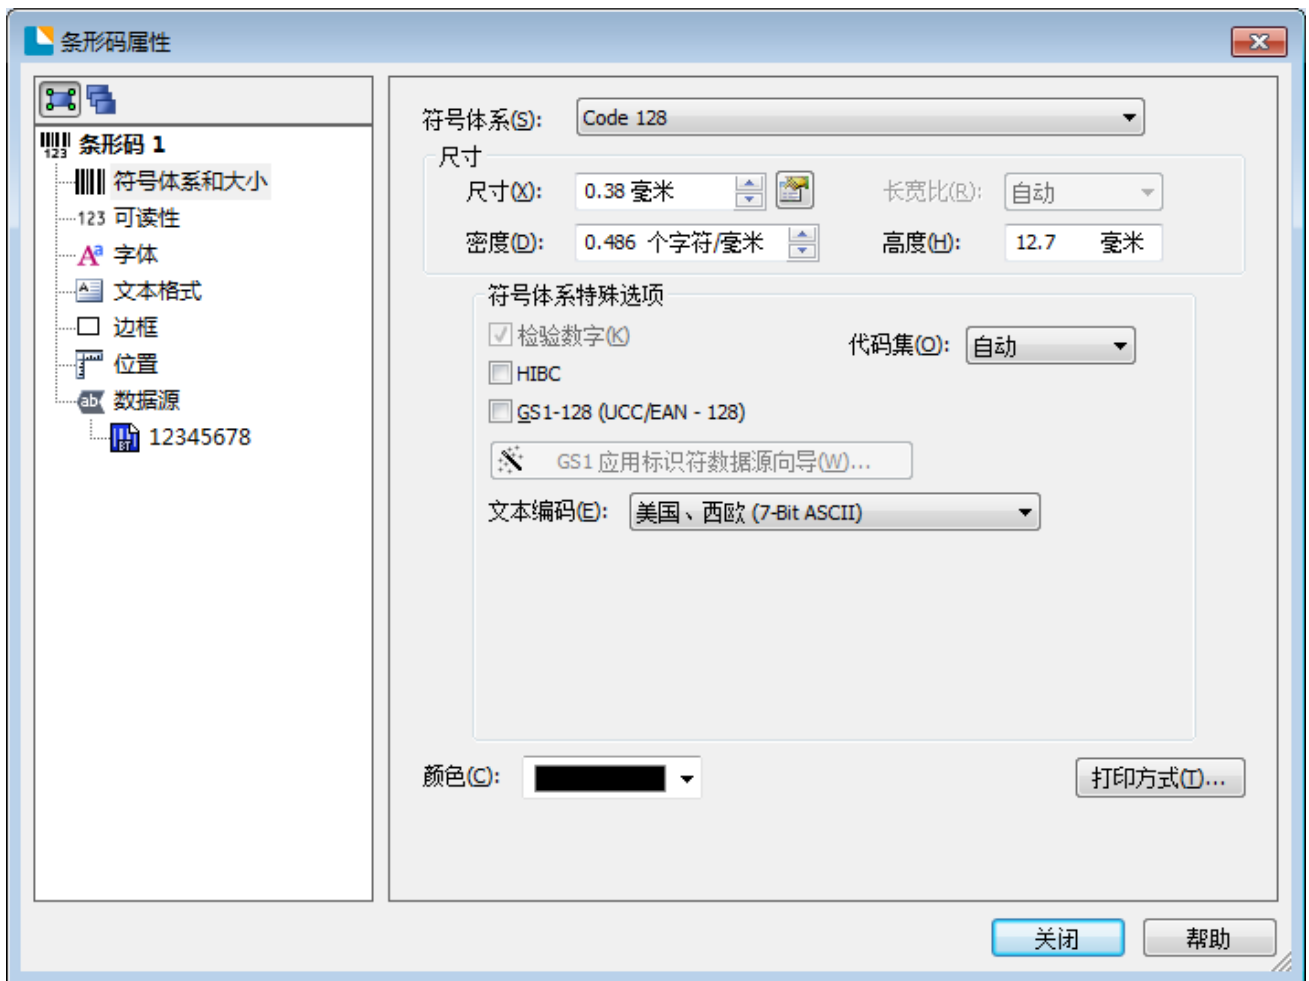 条形码属性
符号体系(S): Code 128
123 条形码 1
尺寸
符号体系和大小
尺寸(X): 0.38 毫米 长宽比(R): 自动
123 可读性
密度(D): 0.486 个字符/毫米 高度(H): 12.7 毫米
Aa 字体
A 文本格式
符号体系特殊选项
边框
检验数字(K) 代码集(O): 自动
位置
HIBC
ab 数据源
GS1-128 (UCC/EAN - 128)
BT 12345678
GS1 应用标识符数据源向导(W)...
文本编码(E): 美国、西欧 (7-Bit ASCII)
颜色(C): 打印方式(T)...
关闭 帮助